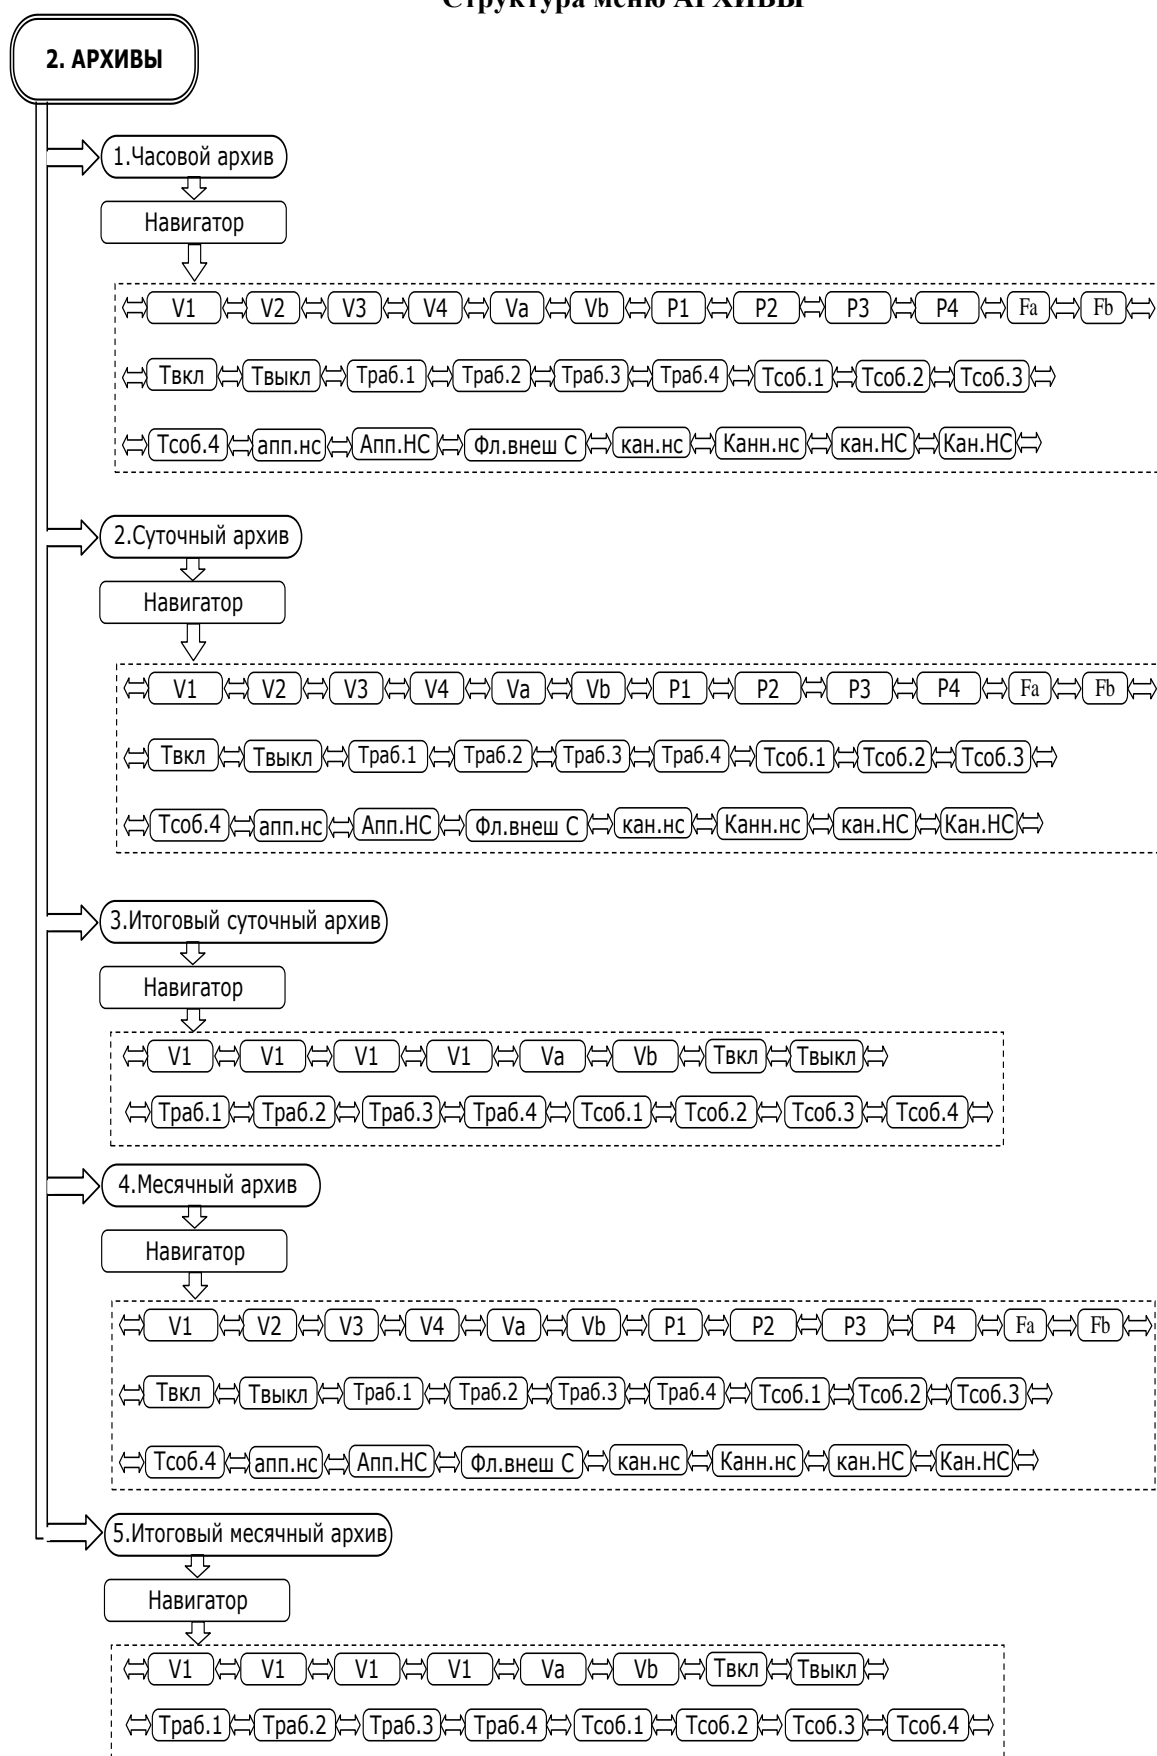 Структура меню АРХИВЫ
2. АРХИВЫ
1.Часовой архив
Навигатор
V1 V2 V3 V4 Va Vb P1 P2 P3 P4 Fa Fb
Твкл Твыкл Траб.1 Траб.2 Траб.3 Траб.4 Тсоб.1 Тсоб.2 Тсоб.3
Тсоб.4 апп.нс Апп.НС Фл.внеш С кан.нс Канн.нс кан.НС Кан.НС
2.Суточный архив
Навигатор
V1 V2 V3 V4 Va Vb P1 P2 P3 P4 Fa Fb
Твкл Твыкл Траб.1 Траб.2 Траб.3 Траб.4 Тсоб.1 Тсоб.2 Тсоб.3
Тсоб.4 апп.нс Апп.НС Фл.внеш С кан.нс Канн.нс кан.НС Кан.НС
3.Итоговый суточный архив
Навигатор
V1 V1 V1 V1 Va Vb Твкл Твыкл
Траб.1 Траб.2 Траб.3 Траб.4 Тсоб.1 Тсоб.2 Тсоб.3 Тсоб.4
4.Месячный архив
Навигатор
V1 V2 V3 V4 Va Vb P1 P2 P3 P4 Fa Fb
Твкл Твыкл Траб.1 Траб.2 Траб.3 Траб.4 Тсоб.1 Тсоб.2 Тсоб.3
Тсоб.4 апп.нс Апп.НС Фл.внеш С кан.нс Канн.нс кан.НС Кан.НС
5.Итоговый месячный архив
Навигатор
V1 V1 V1 V1 Va Vb Твкл Твыкл
Траб.1 Траб.2 Траб.3 Траб.4 Тсоб.1 Тсоб.2 Тсоб.3 Тсоб.4